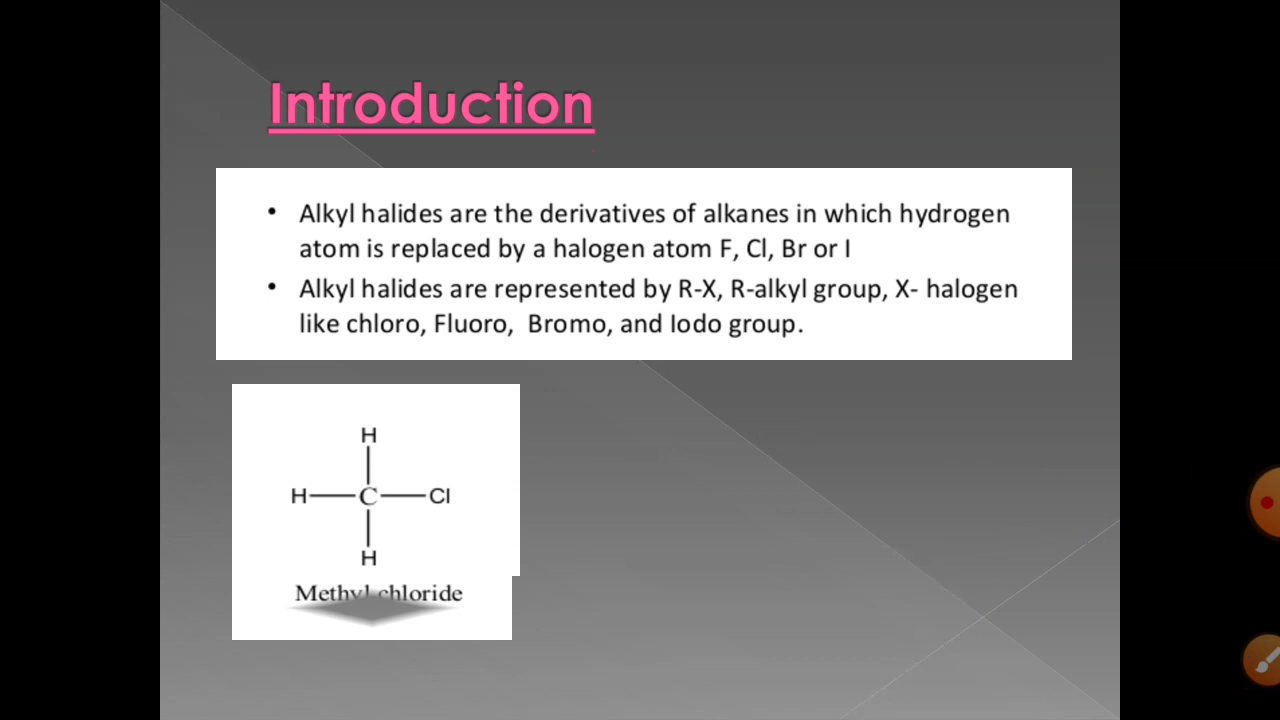 Introduction
• Alkyl halides are the derivatives of alkanes in which hydrogen
atom is replaced by a halogen atom F, Cl, Br or I
• Alkyl halides are represented by R-X, R-alkyl group, X- halogen
like chloro, Fluoro, Bromo, and Iodo group.
H
H C Cl
H
Methyl chloride